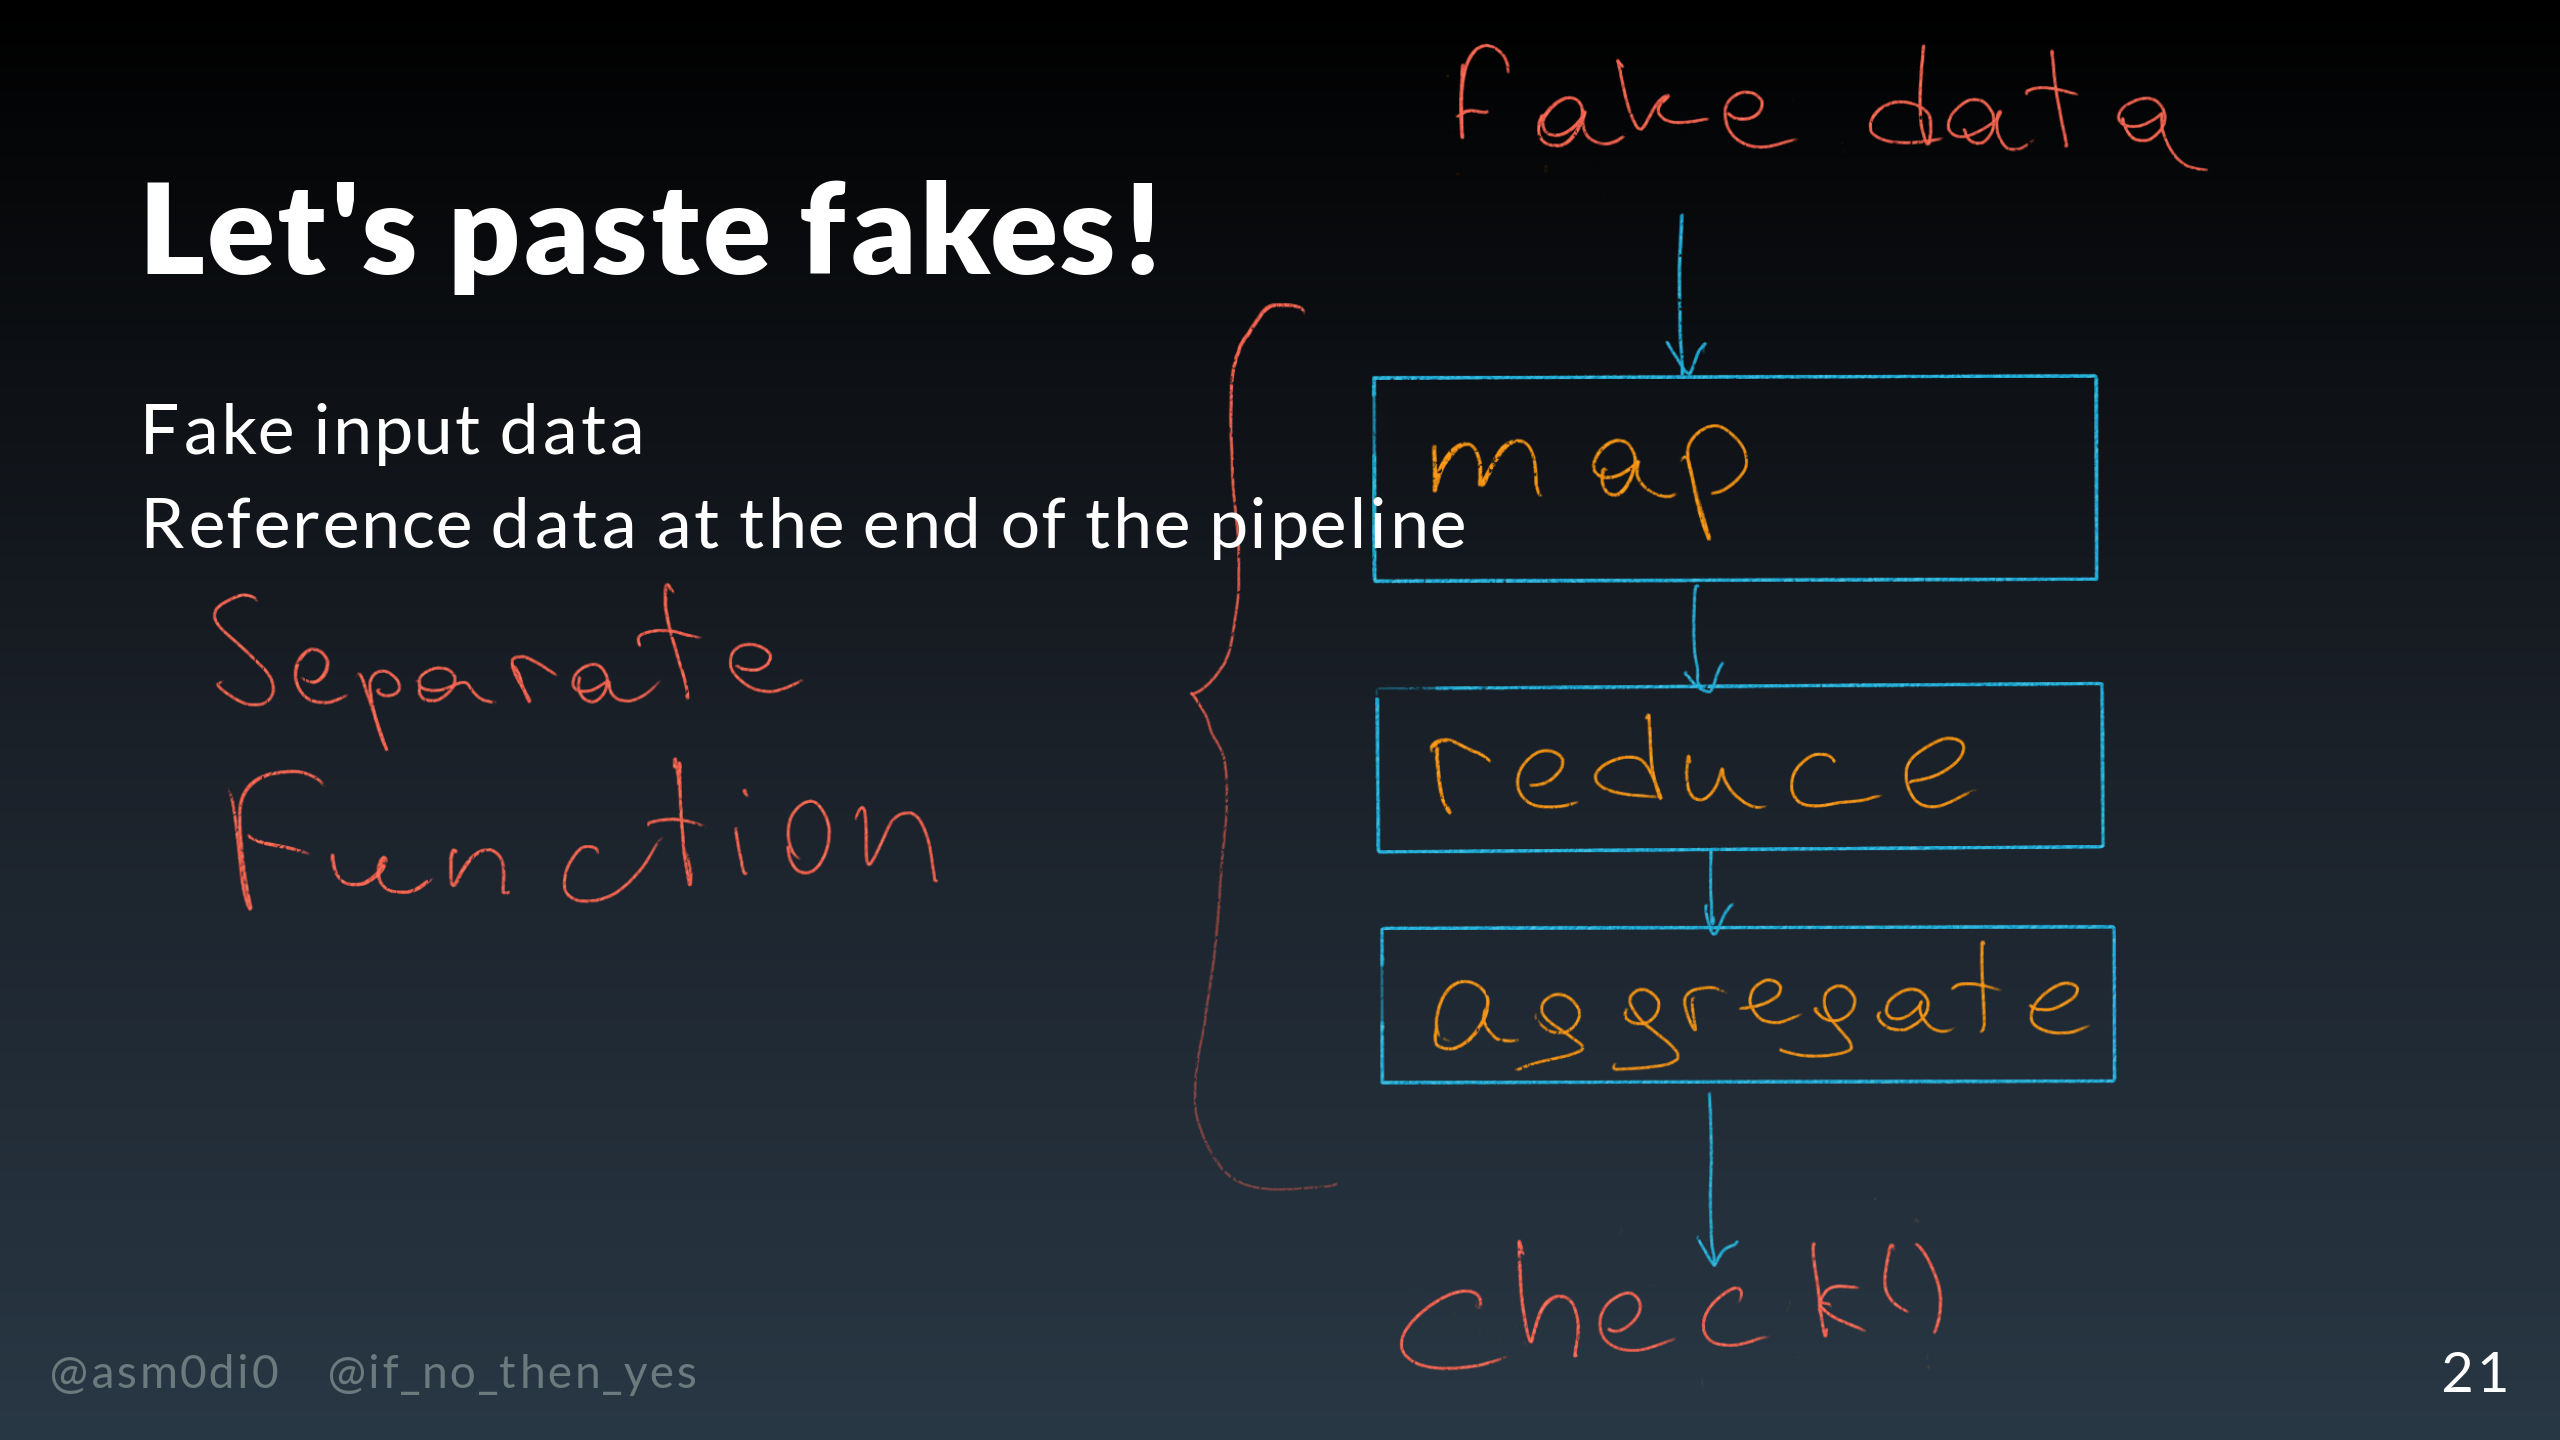 Let's paste fakes!
Fake input data
Reference data at the end of the pipeline
Separate
Function
fake data
map
reduce
aggregate
check()
@asm0di0 @if_no_then_yes
21